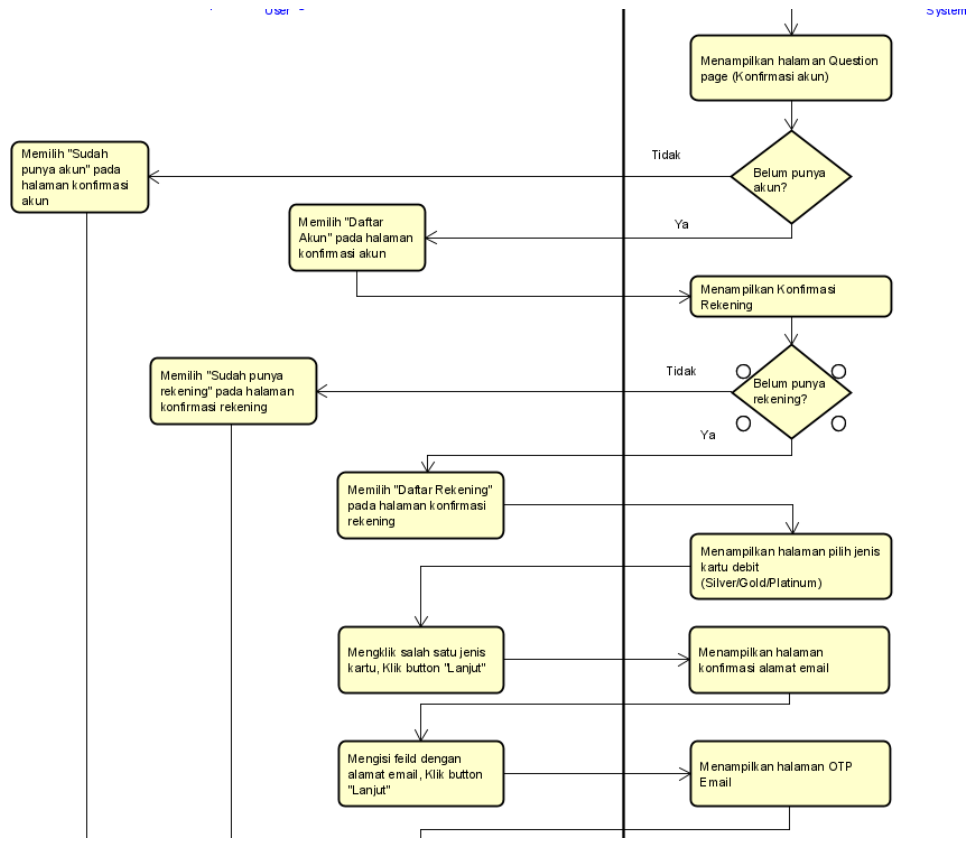 User
System
Menampilkan halaman Question
page (Konfirmasi akun)
Tidak
Belum punya
akun?
Memilih "Sudah
punya akun" pada
halaman konfirmasi
akun
Ya
Memilih "Daftar
Akun" pada halaman
konfirmasi akun
Menampilkan Konfirmasi
Rekening
Tidak
Belum punya
rekening?
Memilih "Sudah punya
rekening" pada halaman
konfirmasi rekening
Ya
Memilih "Daftar Rekening"
pada halaman konfirmasi
rekening
Menampilkan halaman pilih jenis
kartu debit
(Silver/Gold/Platinum)
Mengklik salah satu jenis
kartu, Klik button "Lanjut"
Menampilkan halaman
konfirmasi alamat email
Mengisi feild dengan
alamat email, Klik button
"Lanjut"
Menampilkan halaman OTP
Email